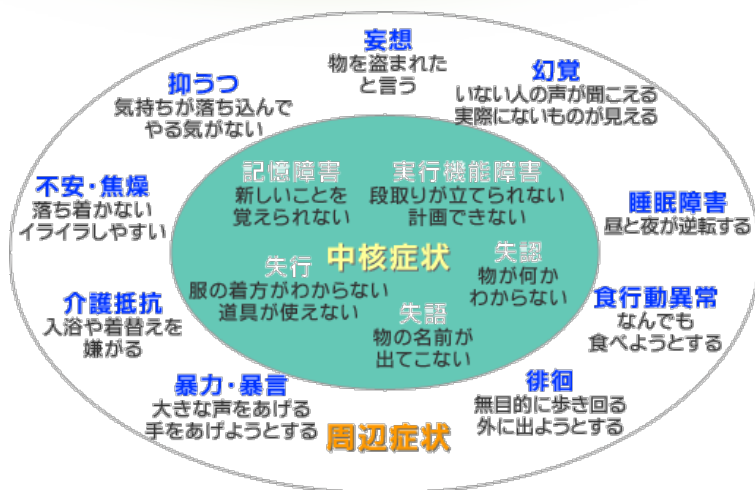 妄想
物を盗まれた
と言う
幻覚
いない人の声が聞こえる
実際にないものが見える
抑うつ
気持ちが落ち込んで
やる気がない
記憶障害
新しいことを
覚えられない
実行機能障害
段取りが立てられない
計画できない
不安・焦燥
落ち着かない
イライラしやすい
睡眠障害
昼と夜が逆転する
中核症状
失行
服の着方がわからない
道具が使えない
失認
物が何か
わからない
失語
物の名前が
出てこない
介護抵抗
入浴や着替えを
嫌がる
食行動異常
なんでも
食べようとする
暴力・暴言
大きな声をあげる
手をあげようとする
徘徊
無目的に歩き回る
外に出ようとする
周辺症状